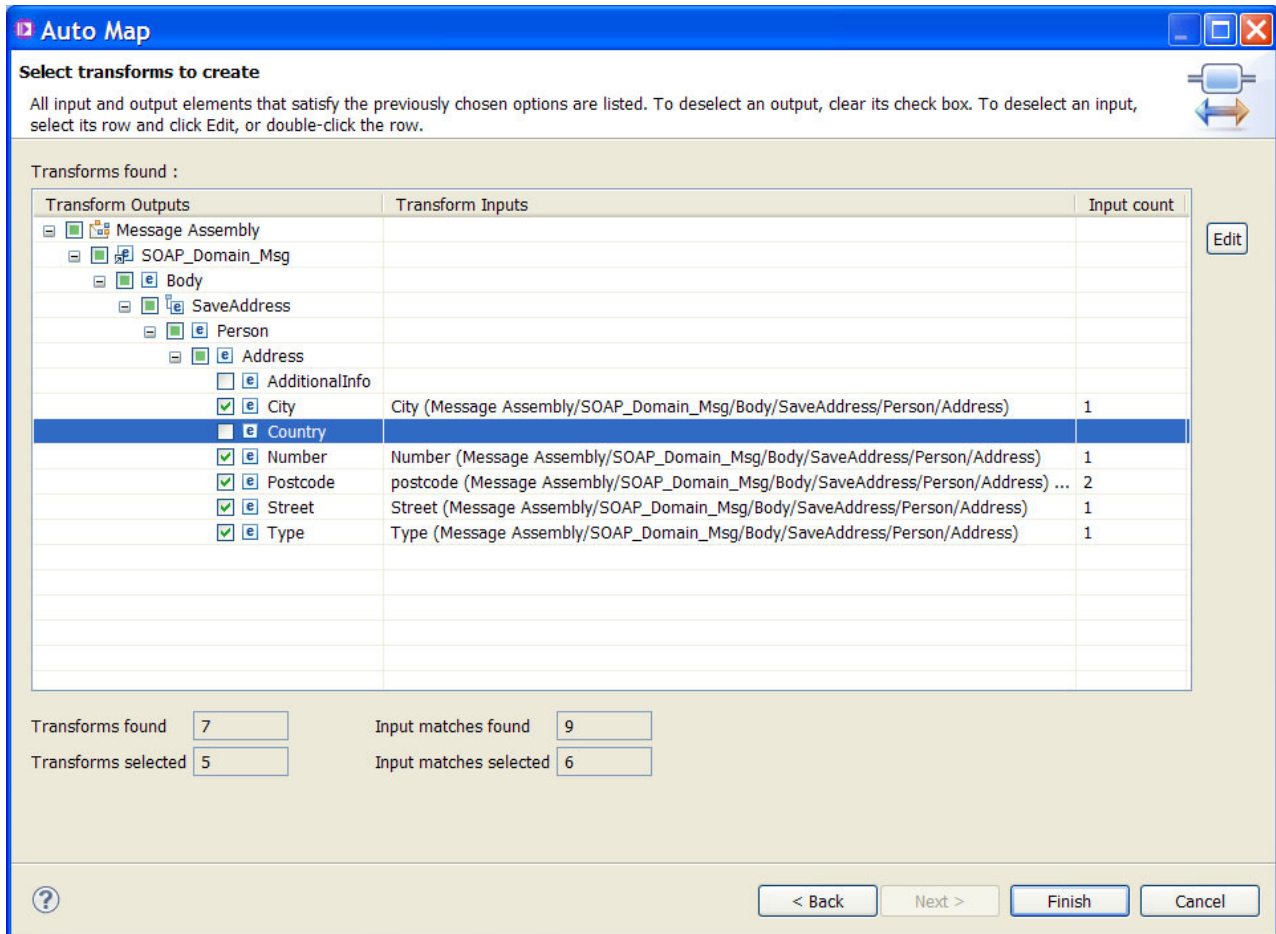 Auto Map
Select transforms to create
All input and output elements that satisfy the previously chosen options are listed. To deselect an output, clear its check box. To deselect an input,
select its row and click Edit, or double-click the row.
Transforms found :
Transform Outputs Transform Inputs Input count
Message Assembly
Edit
SOAP_Domain_Msg
Body
SaveAddress
Person
Address
AdditionalInfo
City City (Message Assembly/SOAP_Domain_Msg/Body/SaveAddress/Person/Address) 1
Country
Number Number (Message Assembly/SOAP_Domain_Msg/Body/SaveAddress/Person/Address) 1
Postcode postcode (Message Assembly/SOAP_Domain_Msg/Body/SaveAddress/Person/Address) ... 2
Street Street (Message Assembly/SOAP_Domain_Msg/Body/SaveAddress/Person/Address) 1
Type Type (Message Assembly/SOAP_Domain_Msg/Body/SaveAddress/Person/Address) 1
Transforms found 7 Input matches found 9
Transforms selected 5 Input matches selected 6
? < Back Next > Finish Cancel